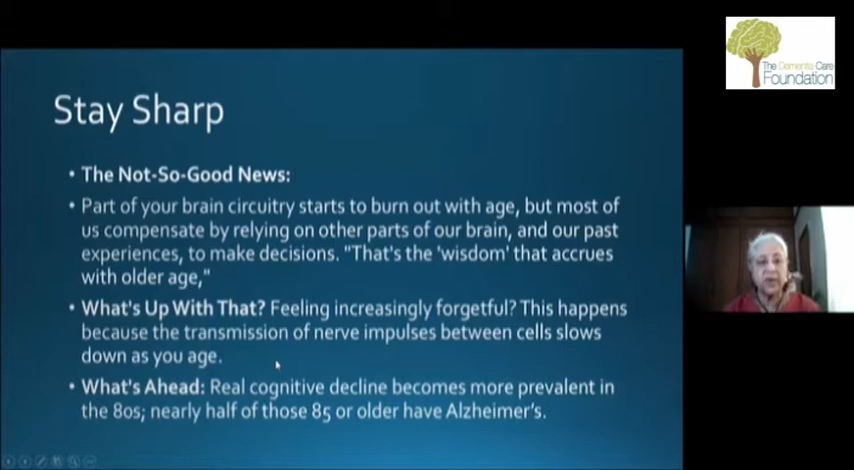 The Dementia Care
Foundation
Stay Sharp
• The Not-So-Good News:
• Part of your brain circuitry starts to burn out with age, but most of
us compensate by relying on other parts of our brain, and our past
experiences, to make decisions. "That's the 'wisdom' that accrues
with older age,"
• What's Up With That? Feeling increasingly forgetful? This happens
because the transmission of nerve impulses between cells slows
down as you age.
• What's Ahead: Real cognitive decline becomes more prevalent in
the 80s; nearly half of those 85 or older have Alzheimer's.